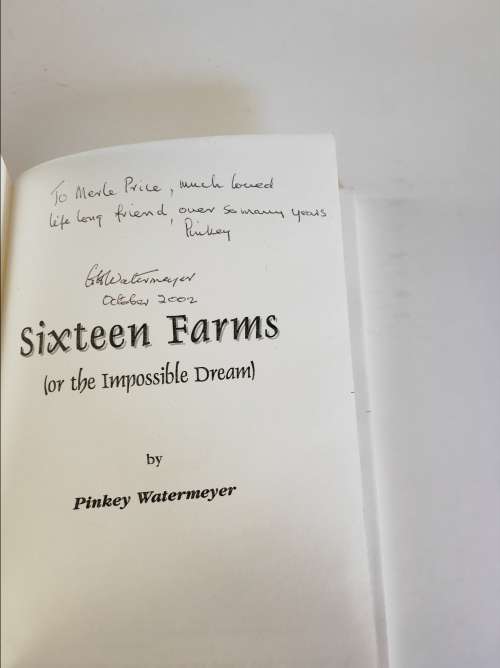 To Merle Price, much loved
life long friend, over so many years
Pinkey
Watermeyer
October 2002
Sixteen Farms
(or the Impossible Dream)
by
Pinkey Watermeyer